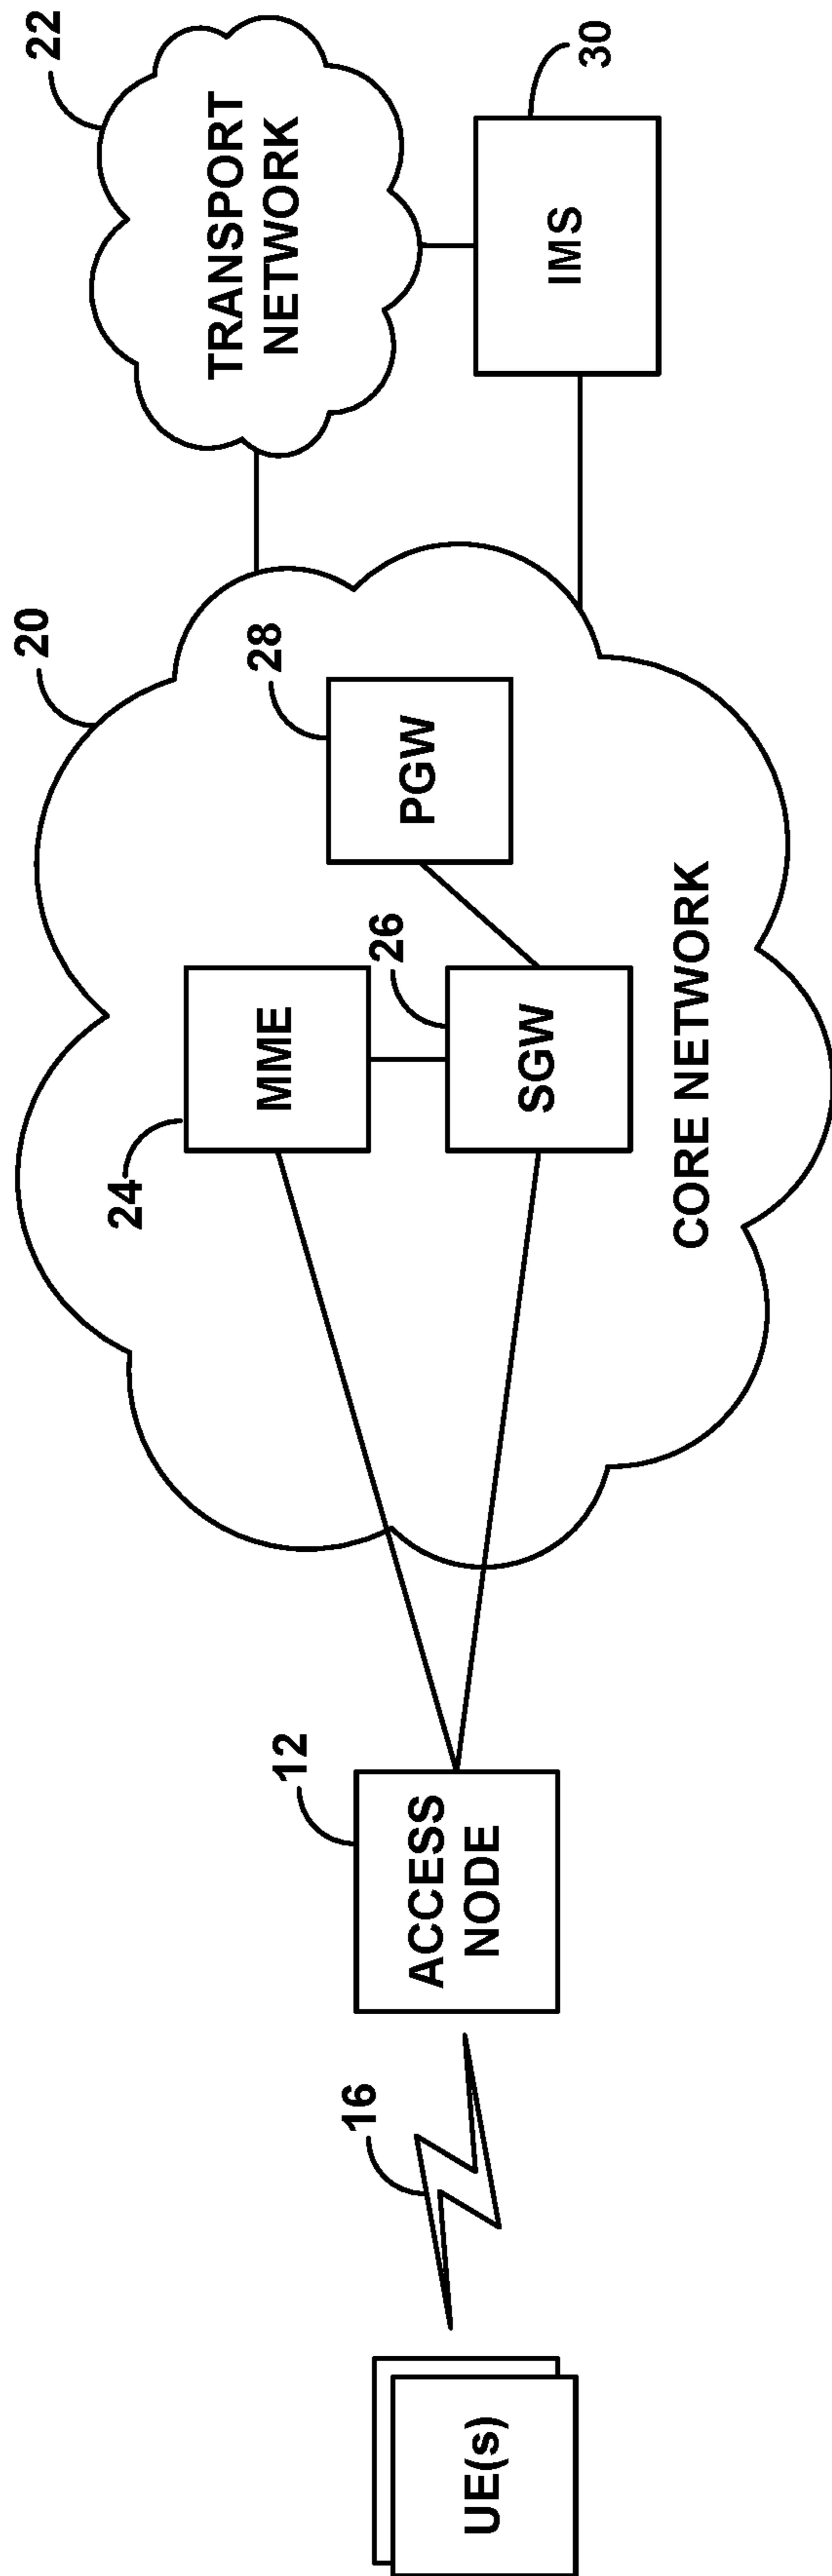 UE(s)
16
12
ACCESS
NODE
20
24
MME
26
SGW
28
PGW
CORE NETWORK
22
TRANSPORT
NETWORK
30
IMS